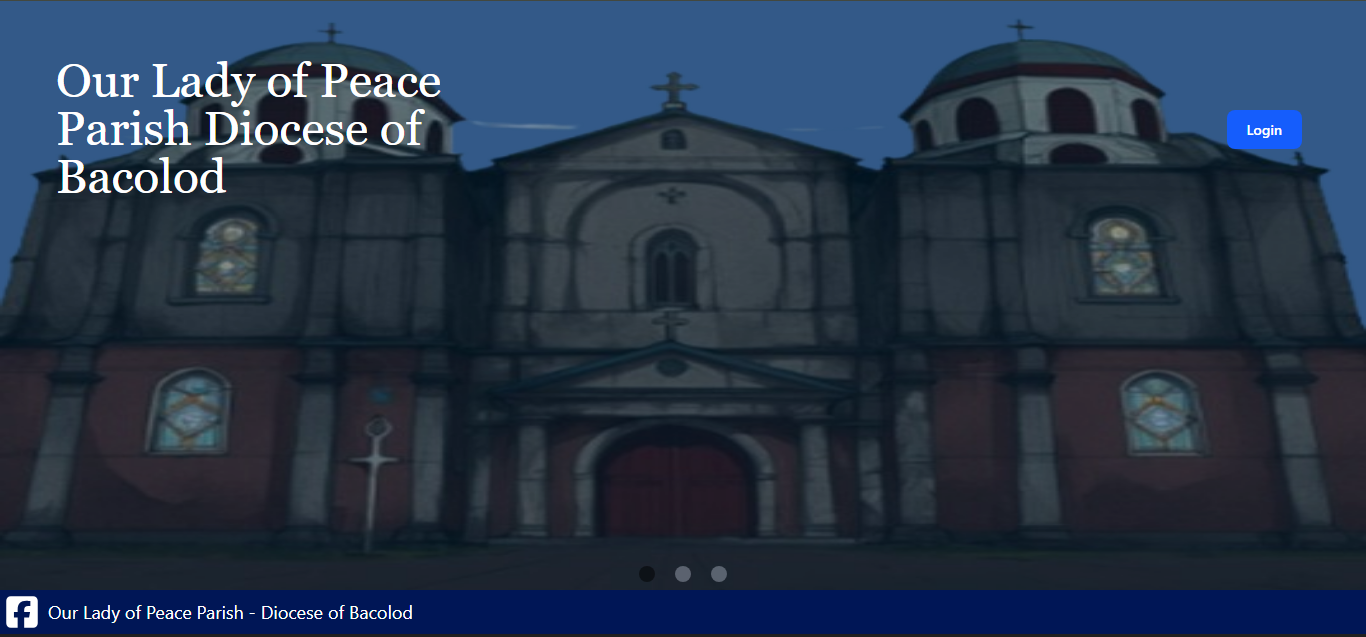 Our Lady of Peace
Parish Diocese of
Bacolod
Login
Our Lady of Peace Parish - Diocese of Bacolod